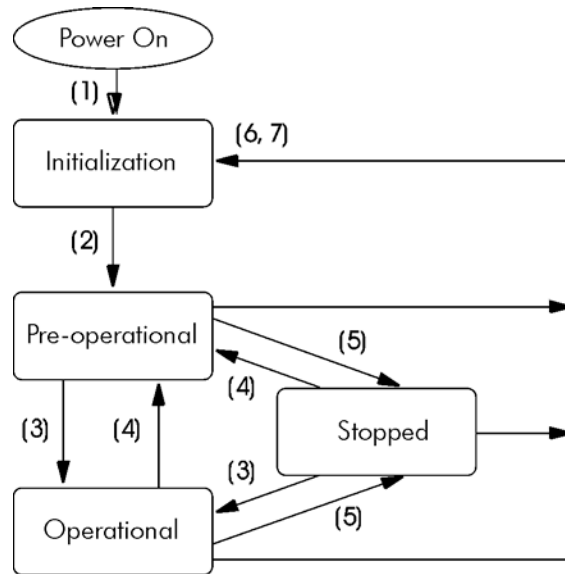 Power On
(1)
(6, 7)
Initialization
(2)
Pre-operational
(5)
(4)
(3)
(4)
Stopped
(3)
(5)
Operational